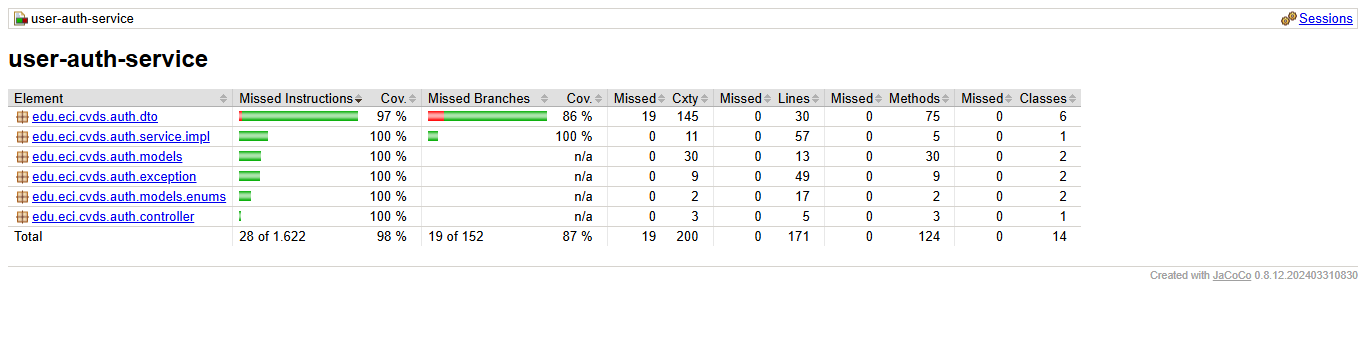 user-auth-service Sessions
user-auth-service
Element Missed Instructions Cov. Missed Branches Cov. Missed Cxty Missed Lines Missed Methods Missed Classes
edu.eci.cvds.auth.dto 97 % 86 % 19 145 0 30 0 75 0 6
edu.eci.cvds.auth.service.impl 100 % 100 % 0 11 0 57 0 5 0 1
edu.eci.cvds.auth.models 100 % n/a 0 30 0 13 0 30 0 2
edu.eci.cvds.auth.exception 100 % n/a 0 9 0 49 0 9 0 2
edu.eci.cvds.auth.models.enums 100 % n/a 0 2 0 17 0 2 0 2
edu.eci.cvds.auth.controller 100 % n/a 0 3 0 5 0 3 0 1
Total 28 of 1.622 98 % 19 of 152 87 % 19 200 0 171 0 124 0 14
Created with JaCoCo 0.8.12.202403310830